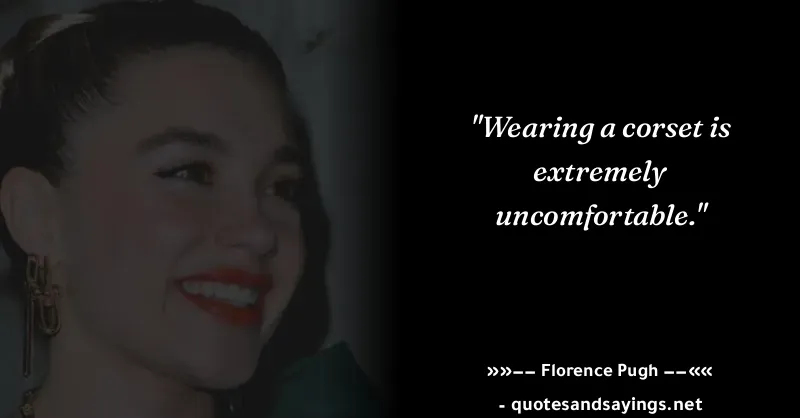 "Wearing a corset is
extremely
uncomfortable."
»»−− Florence Pugh −−««
- quotesandsayings.net